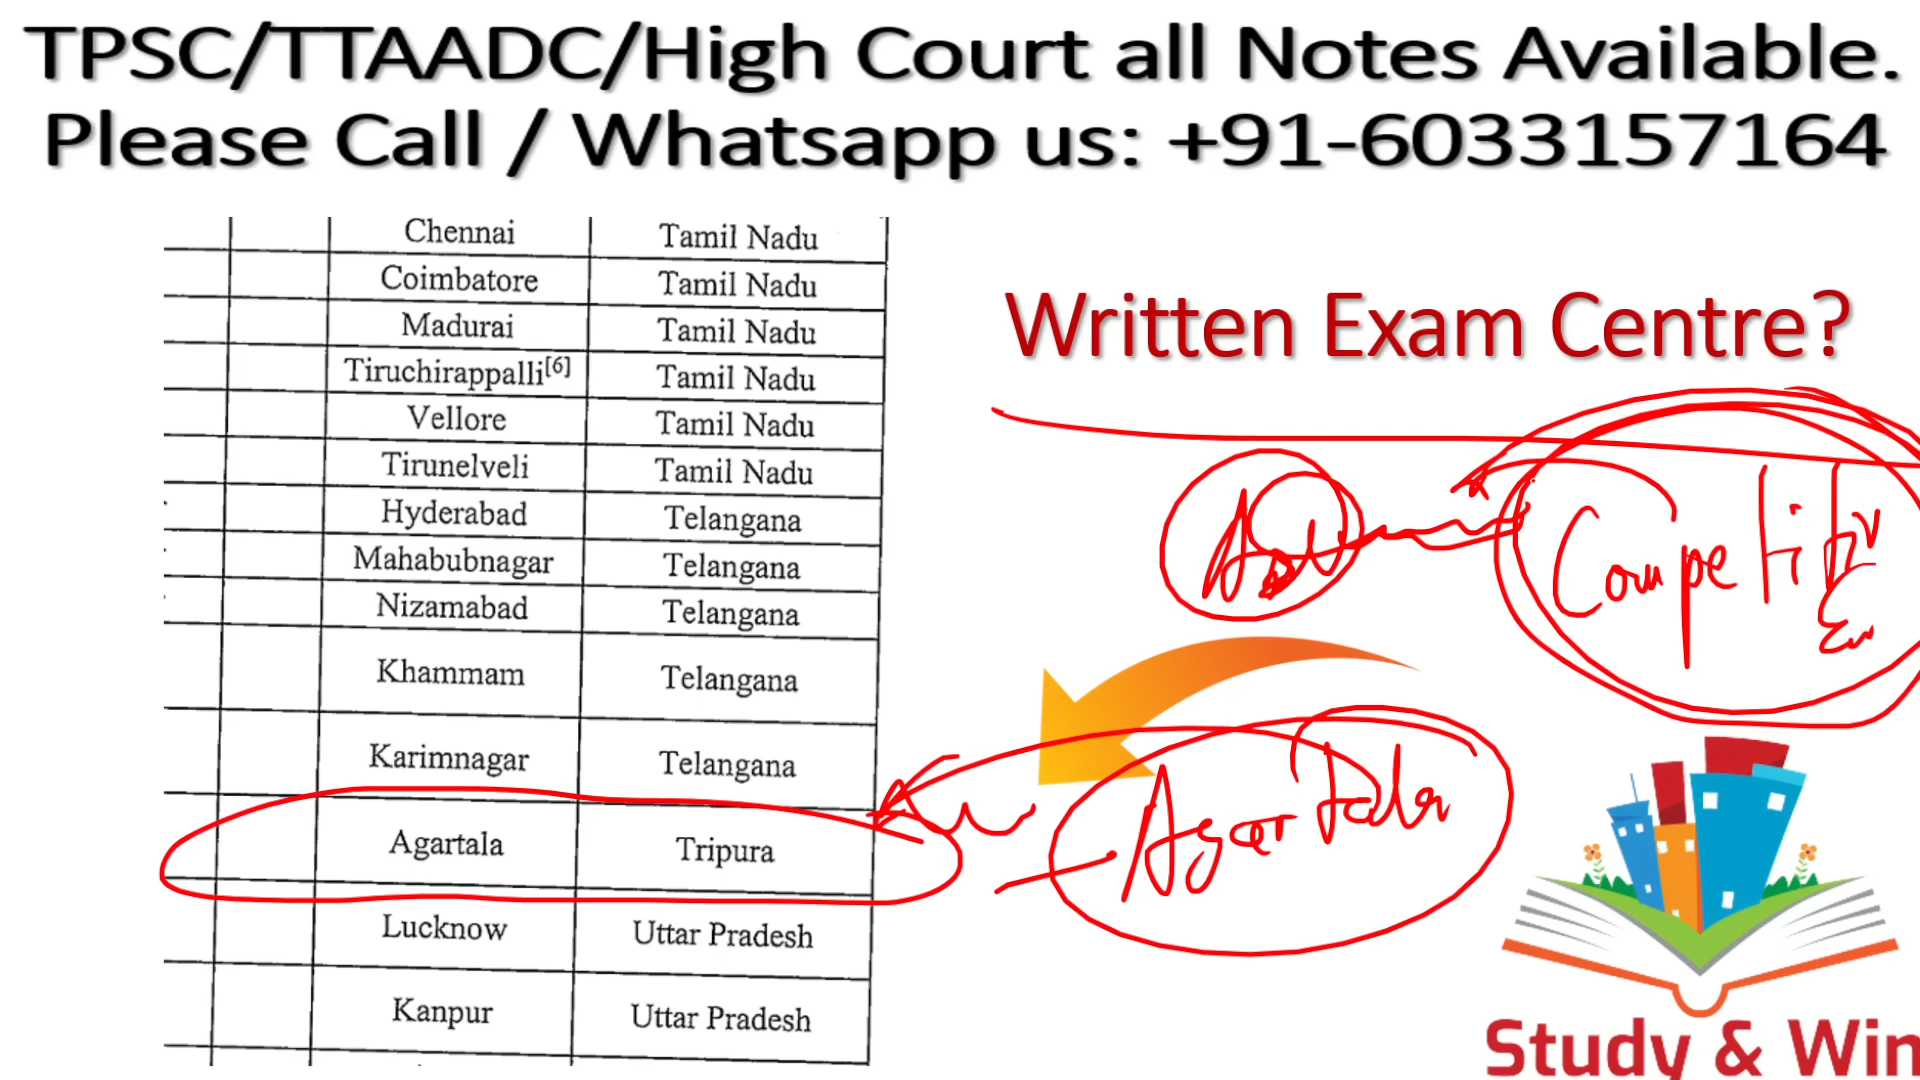 TPSC/TTAADC/High Court all Notes Available.
Please Call / Whatsapp us: +91-6033157164
Chennai Tamil Nadu
Coimbatore Tamil Nadu
Madurai Tamil Nadu
Tiruchirappalli[6] Tamil Nadu
Vellore Tamil Nadu
Tirunelveli Tamil Nadu
Hyderabad Telangana
Mahabubnagar Telangana
Nizamabad Telangana
Khammam Telangana
Karimnagar Telangana
Agartala Tripura
Lucknow Uttar Pradesh
Kanpur Uttar Pradesh
Written Exam Centre?
Agartala
Study & Win